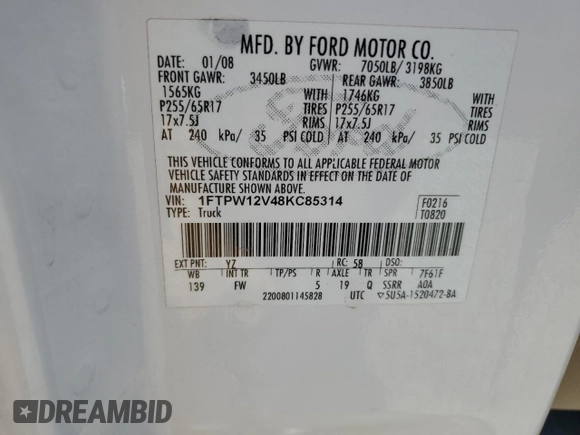 MFD. BY FORD MOTOR CO.
DATE: 01/08 GVWR: 7050LB/ 3198KG
FRONT GAWR: 3450LB REAR GAWR: 3850LB
1565KG 1746KG
P255/65R17 TIRES P255/65R17 TIRES
17x7.5J RIMS 17x7.5J RIMS
AT 240 kPa/ 35 PSI COLD AT 240 kPa/ 35 PSI COLD
THIS VEHICLE CONFORMS TO ALL APPLICABLE FEDERAL MOTOR
VEHICLE SAFETY STANDARDS IN EFFECT ON THE DATE OF
MANUFACTURE SHOWN ABOVE.
VIN: 1FTPW12V48KC85314 F0216
TYPE: Truck T0820
EXT PNT: YZ RC: 58 DSO:
WB INT TR TP/PS R AXLE TR SPR 7F61F
139 FW 5 19 Q SSRR A0A
2200801145828 UTC ▽5U5A-1520472-BA
DREAMBID